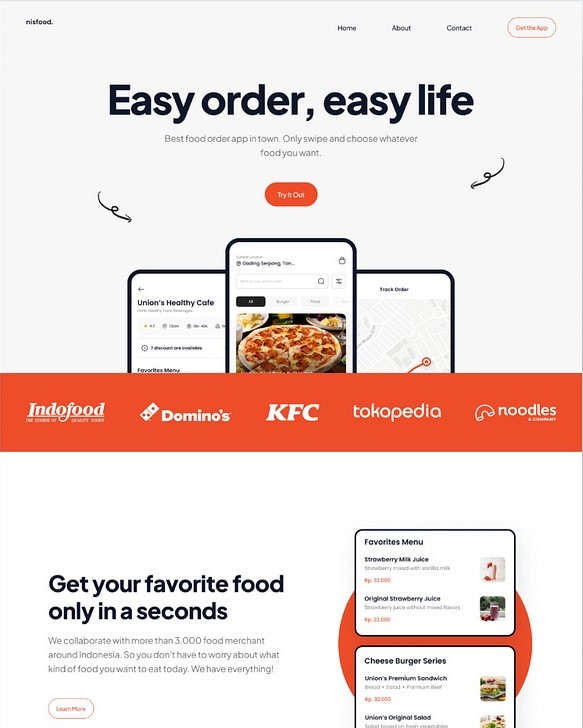 nisfood.
Home
About
Contact
Get the App
Easy order, easy life
Best food order app in town. Only swipe and choose whatever
food you want.
Try it Out
Union's Healthy Cafe
Drink, Healthy Food, Beverages
4.7
7 discount are available
Favorites Menu
Current Location
Gading Serpong, Tan...
All
Burger
Pizza
Track Order
Indofood
THE SYMBOL OF QUALITY FOODS
Domino's
KFC
tokopedia
noodles
& COMPANY
Get your favorite food
only in a seconds
We collaborate with more than 3.000 food merchant
around Indonesia. So you don't have to worry about what
kind of food you want to eat today. We have everything!
Learn More
Favorites Menu
Strawberry Milk Juice
Strawberry mixed with vanilla milk
Rp. 32.000
Original Strawberry Juice
Strawberry juice without mixed flavors
Rp. 22.000
Cheese Burger Series
Union's Premium Sandwich
Bread + Salad + Premium Beef
Rp. 32.000
Union's Original Salad
Salad based on fresh vegetables